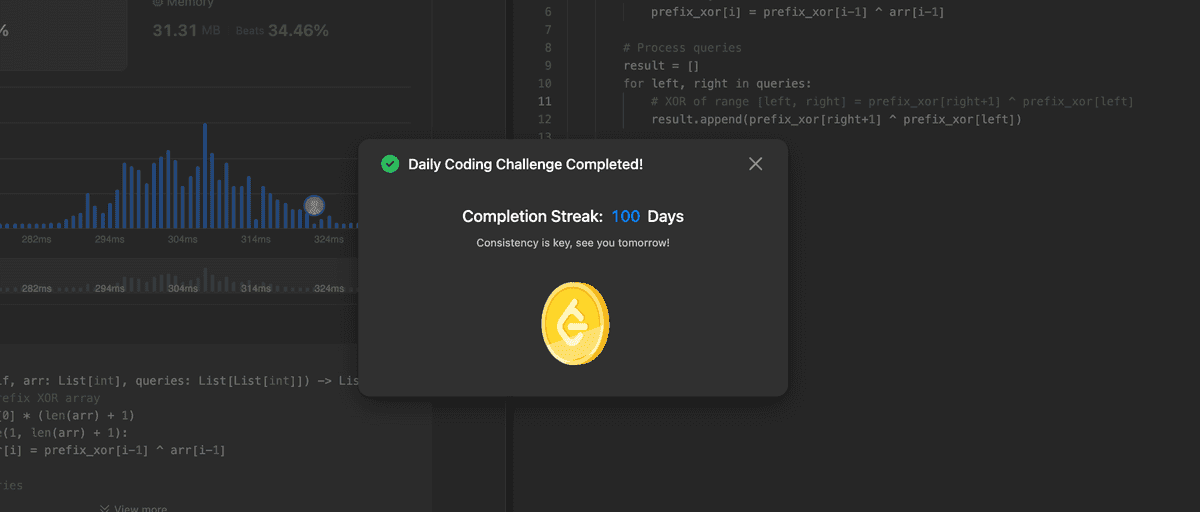 Memory
%
31.31 MB Beats 34.46%
282ms 294ms 304ms 314ms 324ms
282ms 294ms 304ms 314ms 324ms
f, arr: List[int], queries: List[List[int]]) -> Lis
refix XOR array
[0] * (len(arr) + 1)
e(1, len(arr) + 1):
r[i] = prefix_xor[i-1] ^ arr[i-1]
ries
View more
6 prefix_xor[i] = prefix_xor[i-1] ^ arr[i-1]
7
8 # Process queries
9 result = []
10 for left, right in queries:
11 # XOR of range [left, right] = prefix_xor[right+1] ^ prefix_xor[left]
12 result.append(prefix_xor[right+1] ^ prefix_xor[left])
13
Daily Coding Challenge Completed!
Completion Streak: 100 Days
Consistency is key, see you tomorrow!